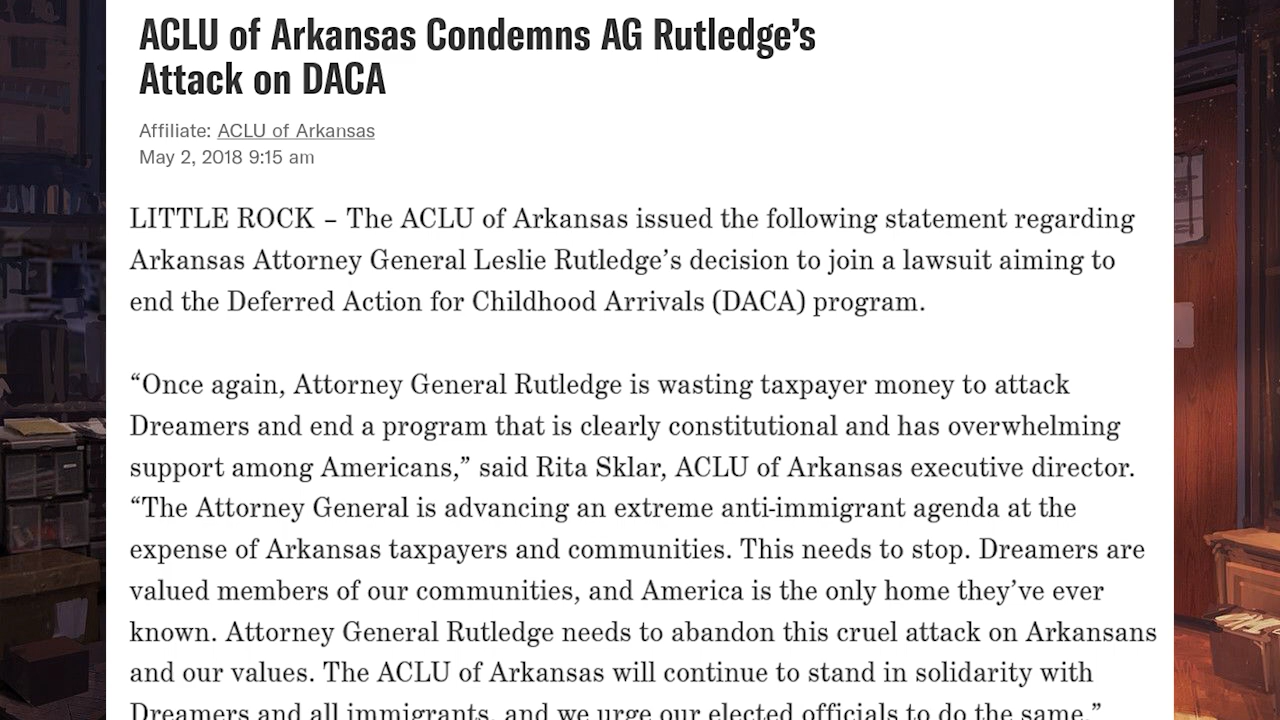 ACLU of Arkansas Condemns AG Rutledge’s
Attack on DACA
Affiliate: ACLU of Arkansas
May 2, 2018 9:15 am
LITTLE ROCK – The ACLU of Arkansas issued the following statement regarding
Arkansas Attorney General Leslie Rutledge’s decision to join a lawsuit aiming to
end the Deferred Action for Childhood Arrivals (DACA) program.
“Once again, Attorney General Rutledge is wasting taxpayer money to attack
Dreamers and end a program that is clearly constitutional and has overwhelming
support among Americans,” said Rita Sklar, ACLU of Arkansas executive director.
“The Attorney General is advancing an extreme anti-immigrant agenda at the
expense of Arkansas taxpayers and communities. This needs to stop. Dreamers are
valued members of our communities, and America is the only home they’ve ever
known. Attorney General Rutledge needs to abandon this cruel attack on Arkansans
and our values. The ACLU of Arkansas will continue to stand in solidarity with
Dreamers and all immigrants, and we urge our elected officials to do the same.”